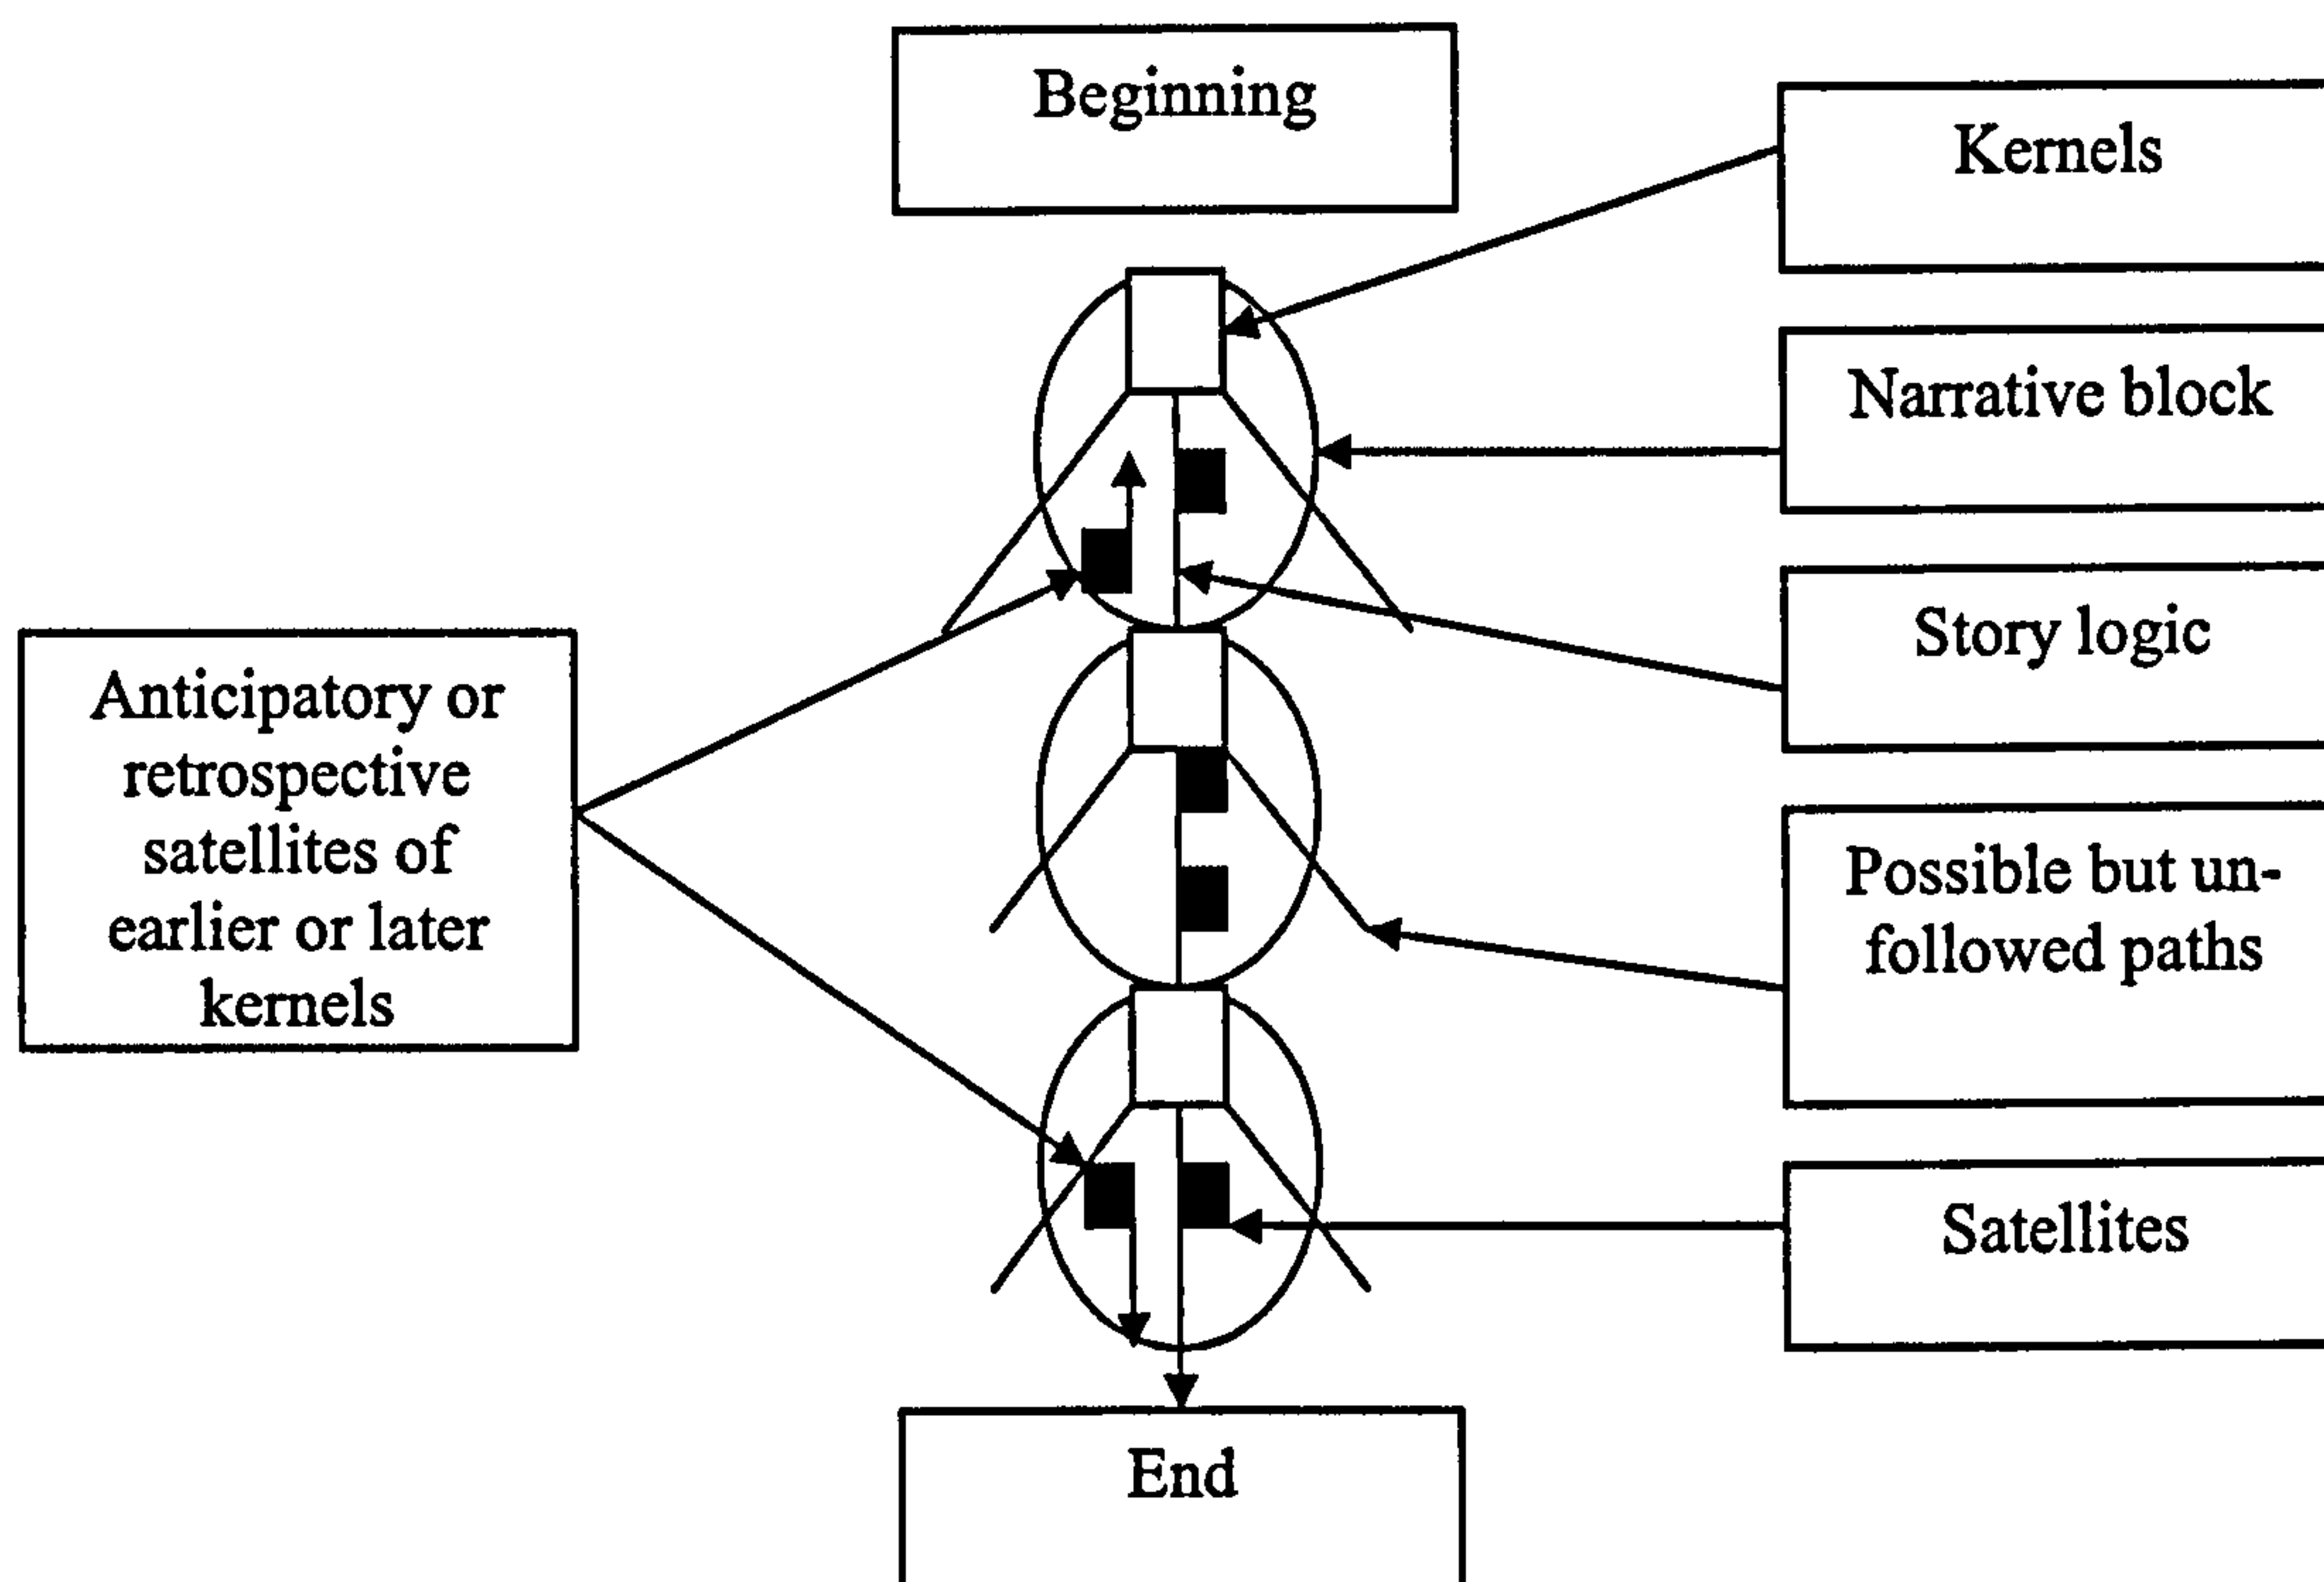 Beginning
Kernels
Narrative block
Story logic
Anticipatory or
retrospective
satellites of
earlier or later
kernels
Possible but un-
followed paths
Satellites
End